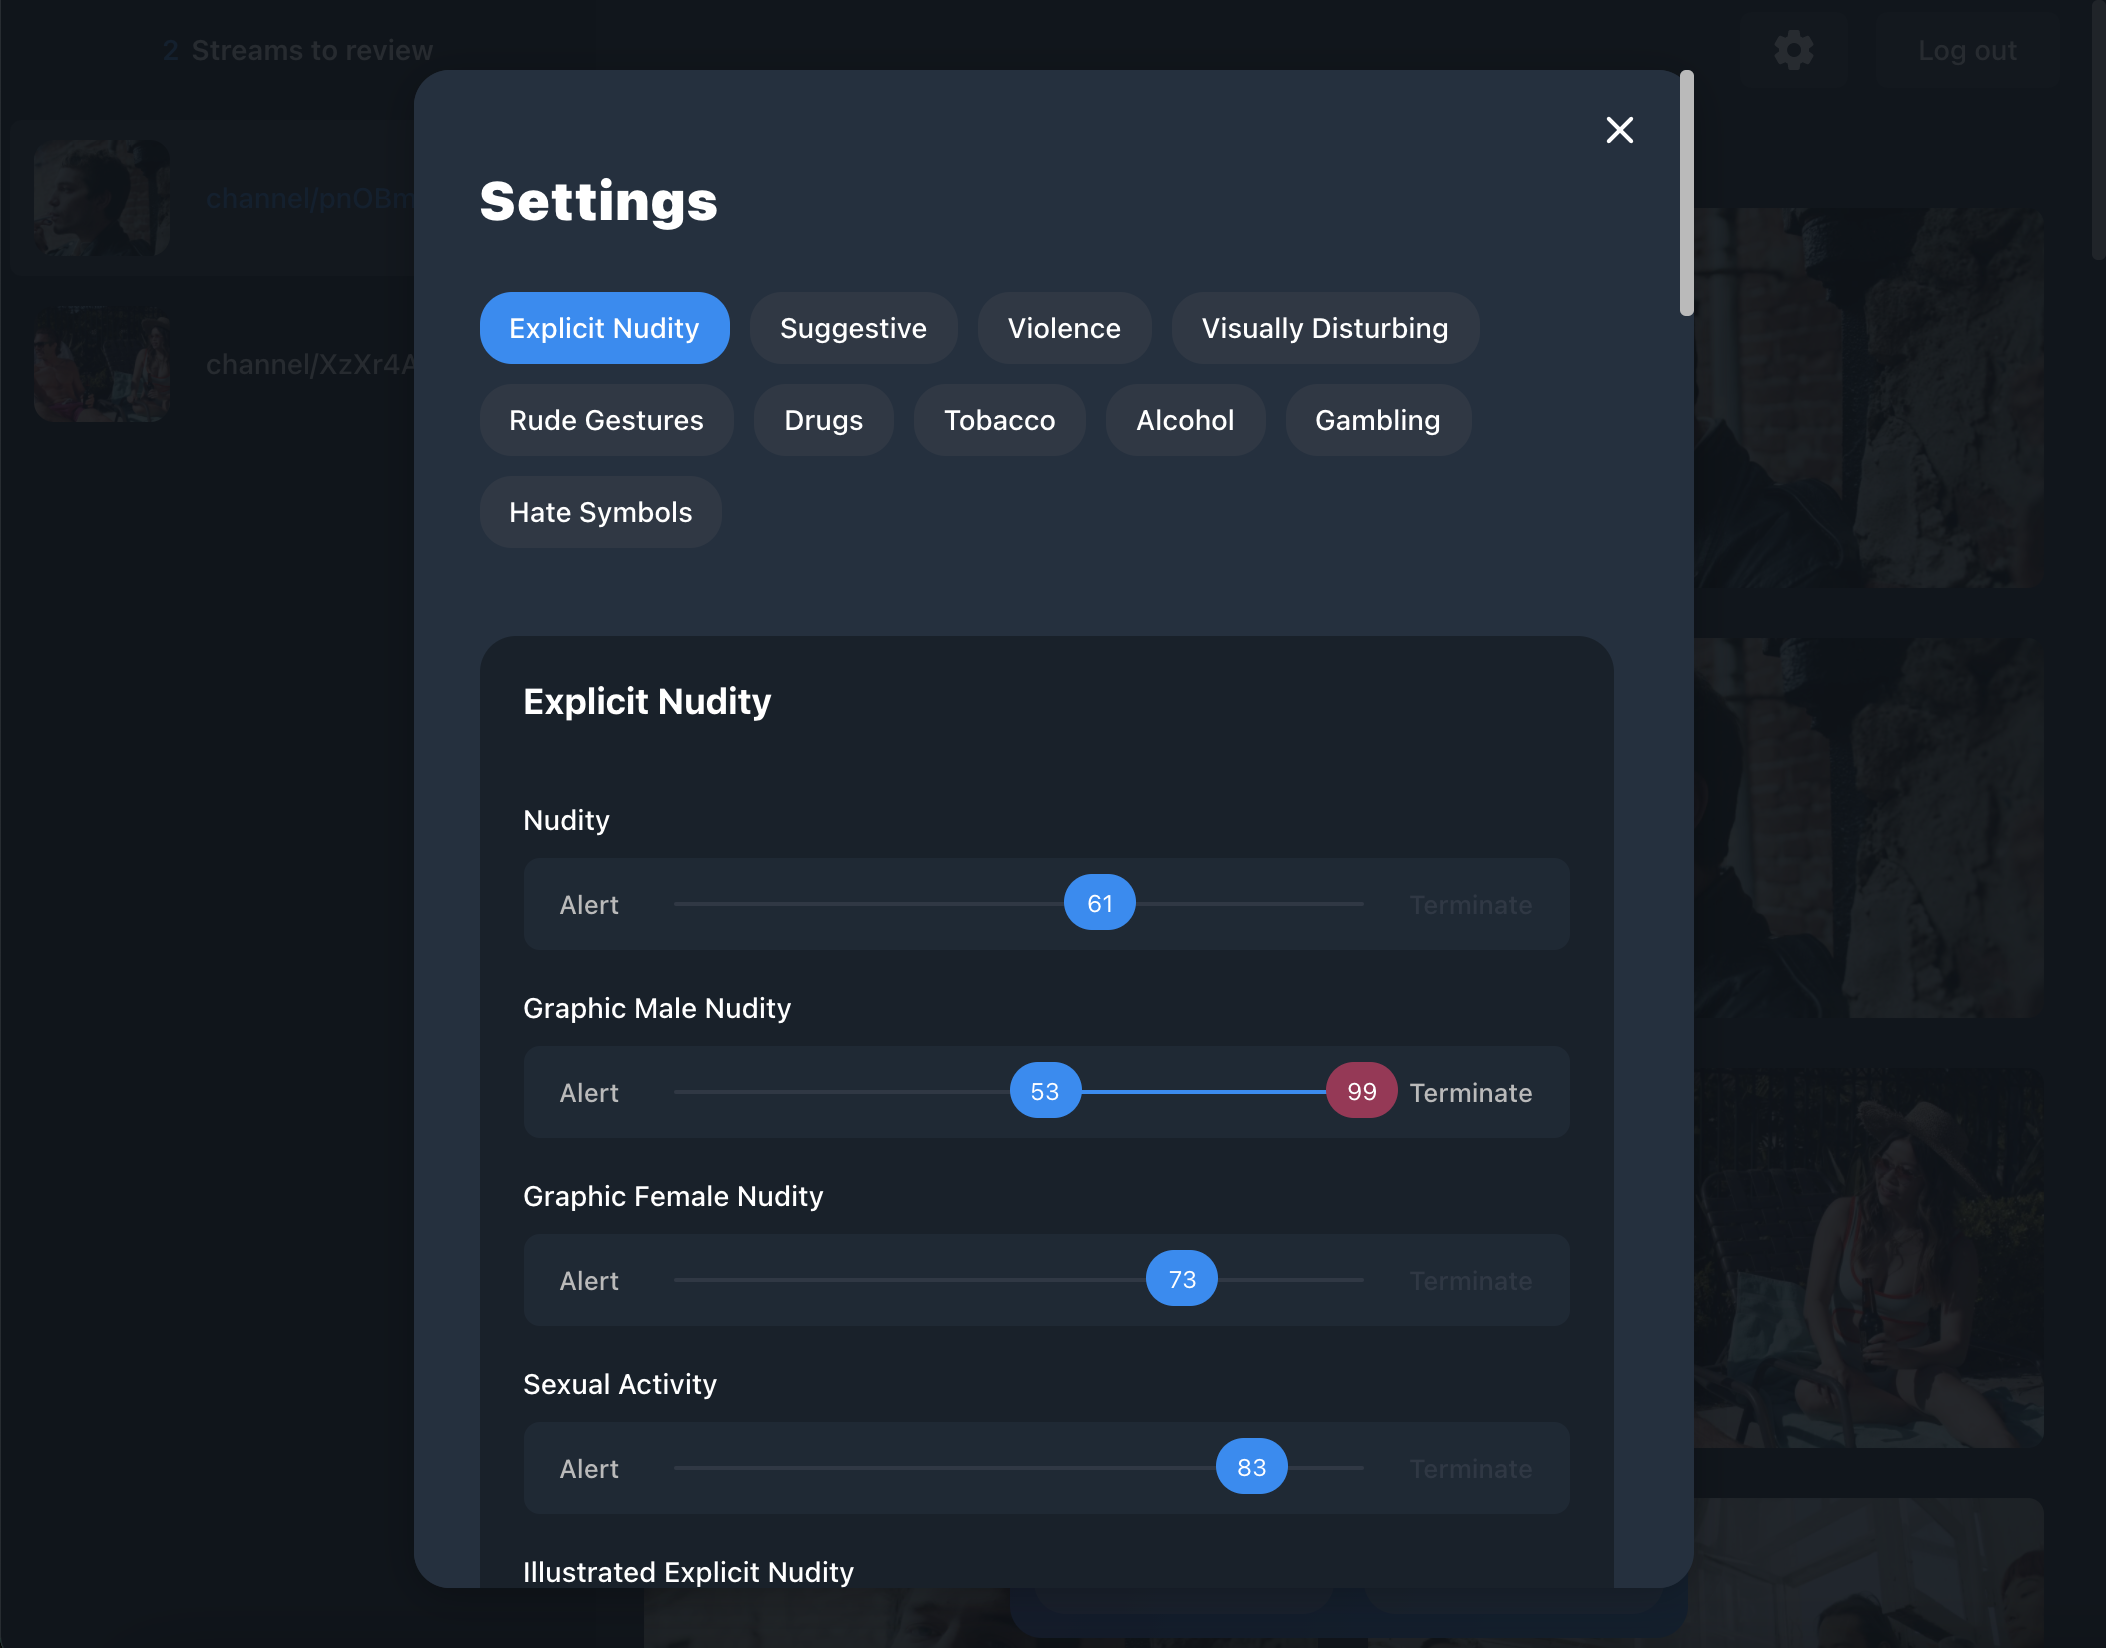 2 Streams to review
Log out
channel/pnOBm
channel/XzXr4A
Settings
Explicit Nudity
Suggestive
Violence
Visually Disturbing
Rude Gestures
Drugs
Tobacco
Alcohol
Gambling
Hate Symbols
Explicit Nudity
Nudity
Alert 61 Terminate
Graphic Male Nudity
Alert 53 99 Terminate
Graphic Female Nudity
Alert 73 Terminate
Sexual Activity
Alert 83 Terminate
Illustrated Explicit Nudity